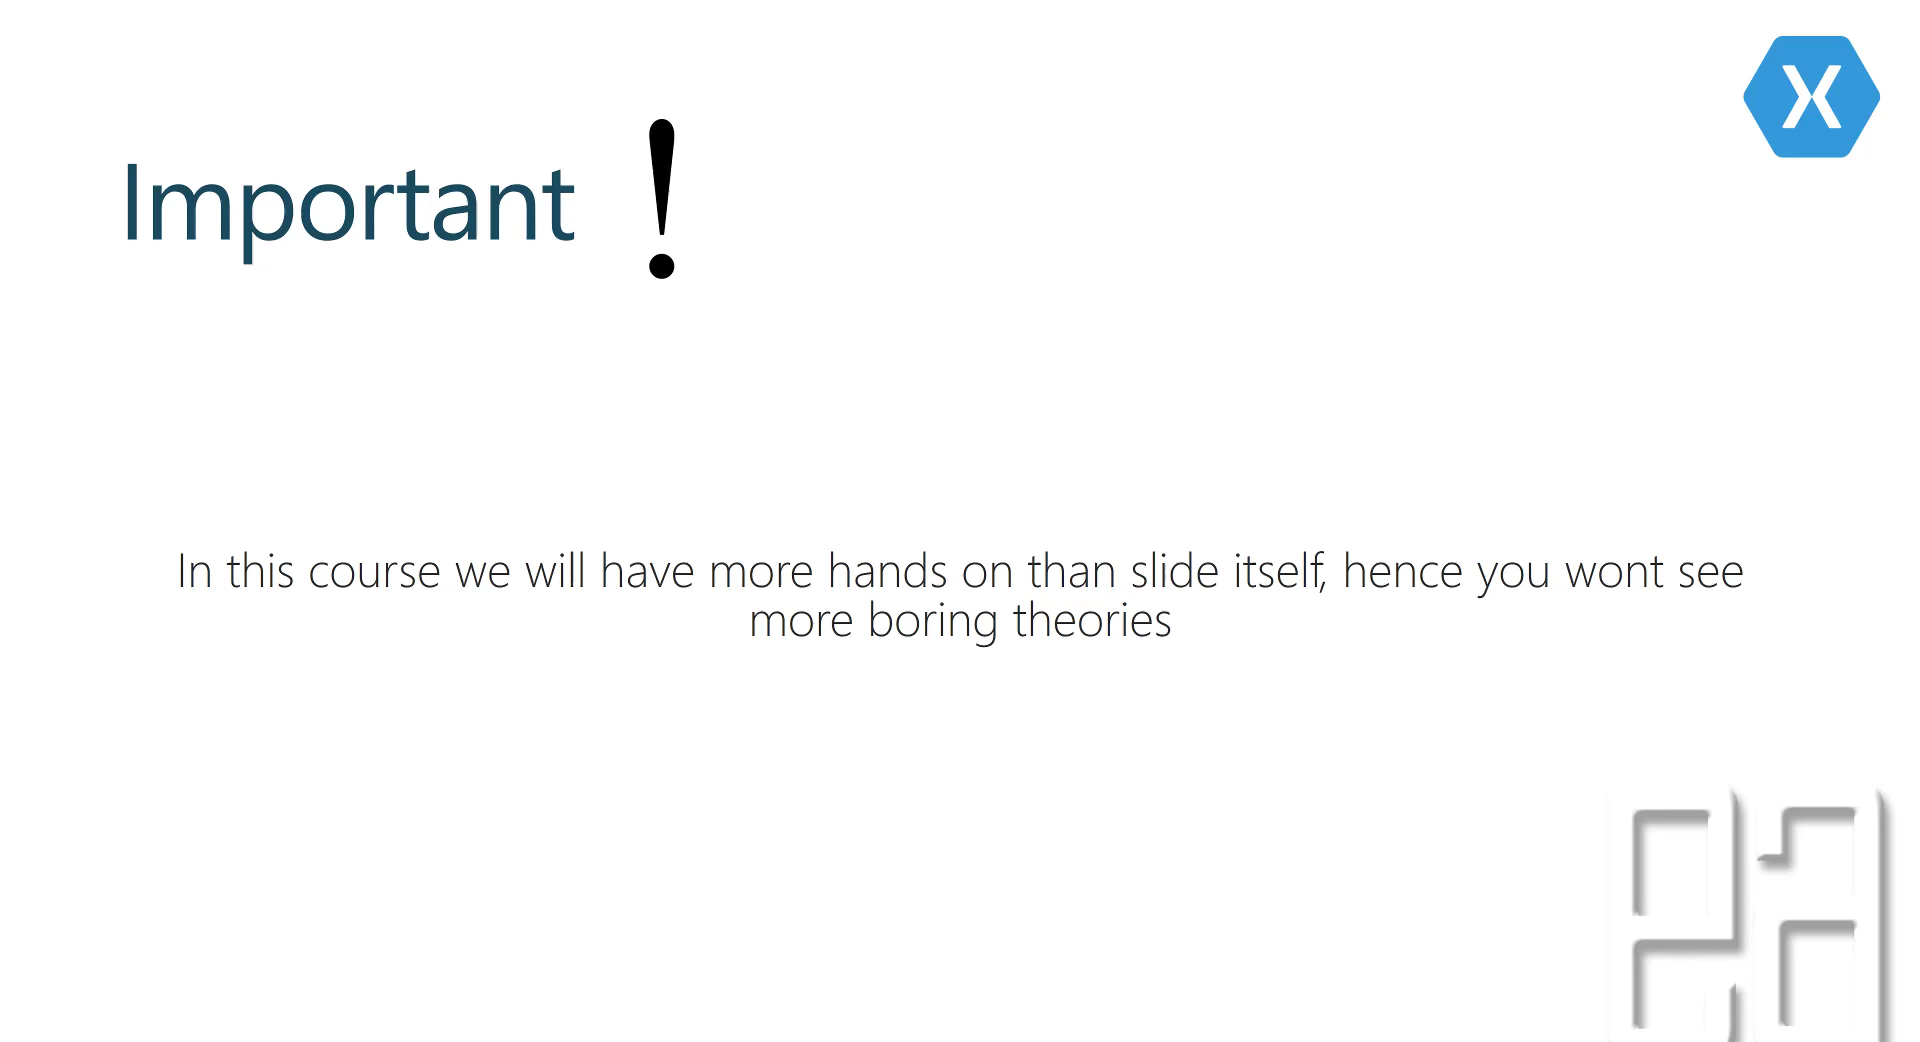 X
Important !
In this course we will have more hands on than slide itself, hence you wont see
more boring theories